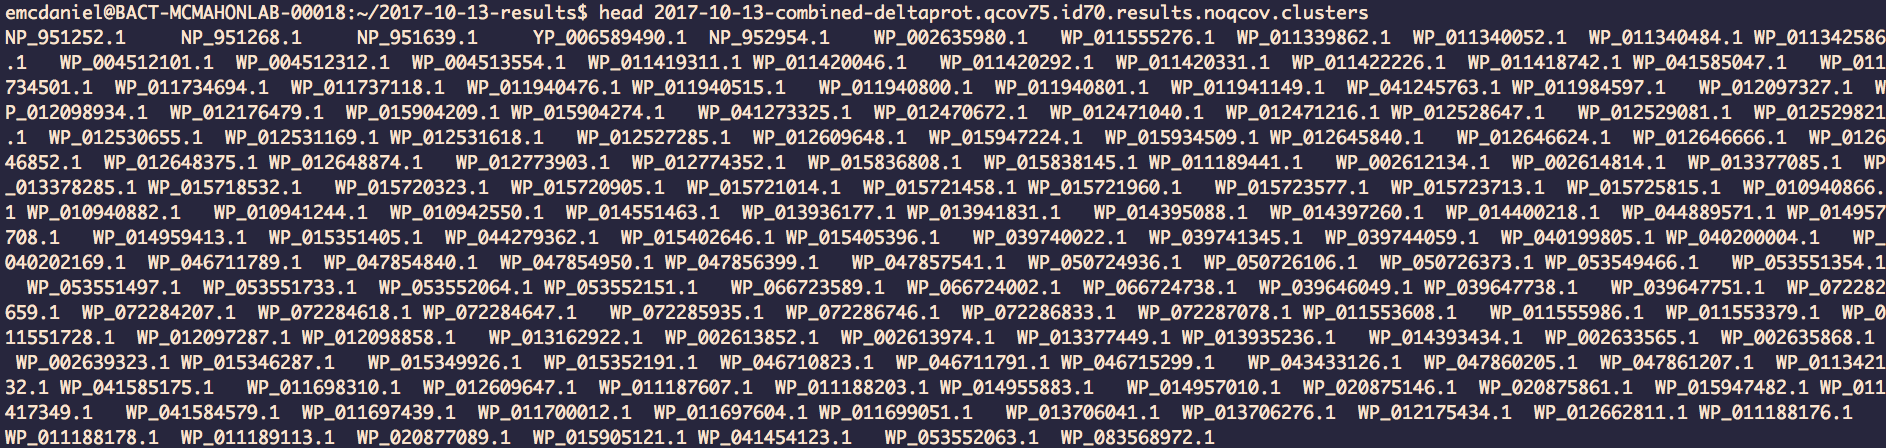 emcdaniel@BACT-MCMAHONLAB-00018:~/2017-10-13-results$ head 2017-10-13-combined-deltaprot.qcov75.id70.results.noqcov.clusters
NP_951252.1 NP_951268.1 NP_951639.1 YP_006589490.1 NP_952954.1 WP_002635980.1 WP_011555276.1 WP_011339862.1 WP_011340052.1 WP_011340484.1 WP_011342586
.1 WP_004512101.1 WP_004512312.1 WP_004513554.1 WP_011419311.1 WP_011420046.1 WP_011420292.1 WP_011420331.1 WP_011422226.1 WP_011418742.1 WP_041585047.1 WP_011
734501.1 WP_011734694.1 WP_011737118.1 WP_011940476.1 WP_011940515.1 WP_011940800.1 WP_011940801.1 WP_011941149.1 WP_041245763.1 WP_011984597.1 WP_012097327.1 W
P_012098934.1 WP_012176479.1 WP_015904209.1 WP_015904274.1 WP_041273325.1 WP_012470672.1 WP_012471040.1 WP_012471216.1 WP_012528647.1 WP_012529081.1 WP_012529821
.1 WP_012530655.1 WP_012531169.1 WP_012531618.1 WP_012527285.1 WP_012609648.1 WP_015947224.1 WP_015934509.1 WP_012645840.1 WP_012646624.1 WP_012646666.1 WP_0126
46852.1 WP_012648375.1 WP_012648874.1 WP_012773903.1 WP_012774352.1 WP_015836808.1 WP_015838145.1 WP_011189441.1 WP_002612134.1 WP_002614814.1 WP_013377085.1 WP
_013378285.1 WP_015718532.1 WP_015720323.1 WP_015720905.1 WP_015721014.1 WP_015721458.1 WP_015721960.1 WP_015723577.1 WP_015723713.1 WP_015725815.1 WP_010940866.
1 WP_010940882.1 WP_010941244.1 WP_010942550.1 WP_014551463.1 WP_013936177.1 WP_013941831.1 WP_014395088.1 WP_014397260.1 WP_014400218.1 WP_044889571.1 WP_014957
708.1 WP_014959413.1 WP_015351405.1 WP_044279362.1 WP_015402646.1 WP_015405396.1 WP_039740022.1 WP_039741345.1 WP_039744059.1 WP_040199805.1 WP_040200004.1 WP_
040202169.1 WP_046711789.1 WP_047854840.1 WP_047854950.1 WP_047856399.1 WP_047857541.1 WP_050724936.1 WP_050726106.1 WP_050726373.1 WP_053549466.1 WP_053551354.1
WP_053551497.1 WP_053551733.1 WP_053552064.1 WP_053552151.1 WP_066723589.1 WP_066724002.1 WP_066724738.1 WP_039646049.1 WP_039647738.1 WP_039647751.1 WP_072282
659.1 WP_072284207.1 WP_072284618.1 WP_072284647.1 WP_072285935.1 WP_072286746.1 WP_072286833.1 WP_072287078.1 WP_011553608.1 WP_011555986.1 WP_011553379.1 WP_0
11551728.1 WP_012097287.1 WP_012098858.1 WP_013162922.1 WP_002613852.1 WP_002613974.1 WP_013377449.1 WP_013935236.1 WP_014393434.1 WP_002633565.1 WP_002635868.1
WP_002639323.1 WP_015346287.1 WP_015349926.1 WP_015352191.1 WP_046710823.1 WP_046711791.1 WP_046715299.1 WP_043433126.1 WP_047860205.1 WP_047861207.1 WP_0113421
32.1 WP_041585175.1 WP_011698310.1 WP_012609647.1 WP_011187607.1 WP_011188203.1 WP_014955883.1 WP_014957010.1 WP_020875146.1 WP_020875861.1 WP_015947482.1 WP_011
417349.1 WP_041584579.1 WP_011697439.1 WP_011700012.1 WP_011697604.1 WP_011699051.1 WP_013706041.1 WP_013706276.1 WP_012175434.1 WP_012662811.1 WP_011188176.1
WP_011188178.1 WP_011189113.1 WP_020877089.1 WP_015905121.1 WP_041454123.1 WP_053552063.1 WP_083568972.1